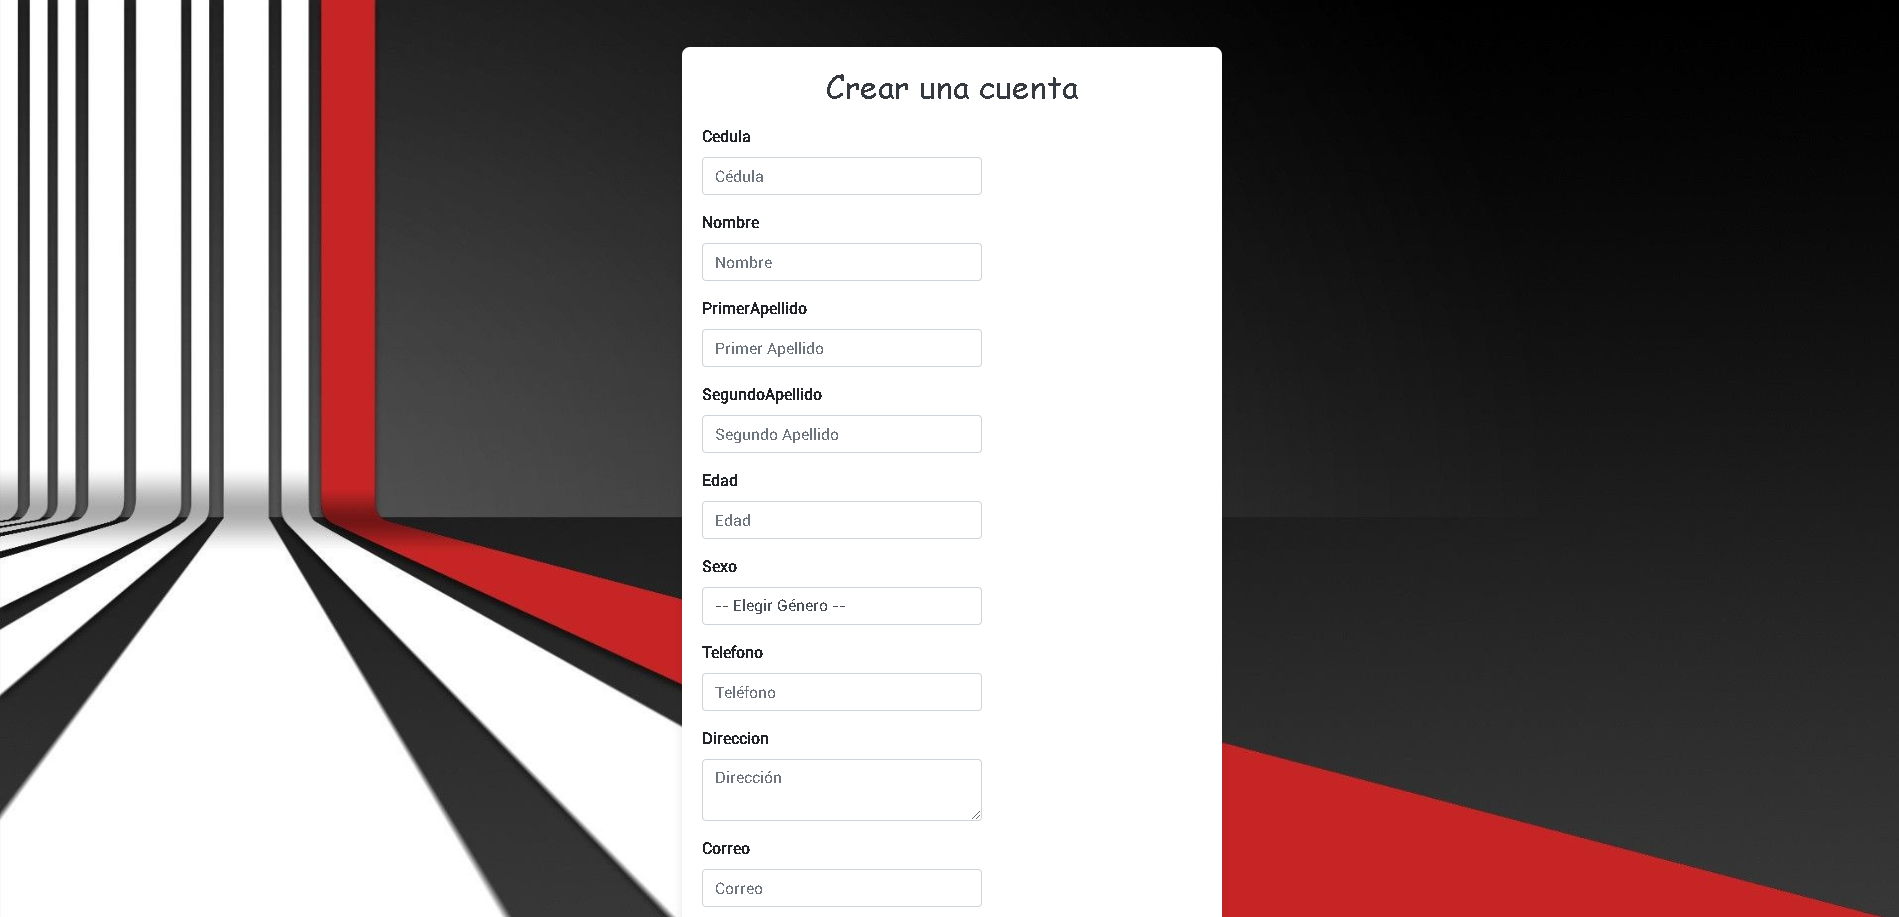 Crear una cuenta
Cedula
Cédula
Nombre
Nombre
PrimerApellido
Primer Apellido
SegundoApellido
Segundo Apellido
Edad
Edad
Sexo
-- Elegir Género --
Telefono
Teléfono
Direccion
Dirección
Correo
Correo